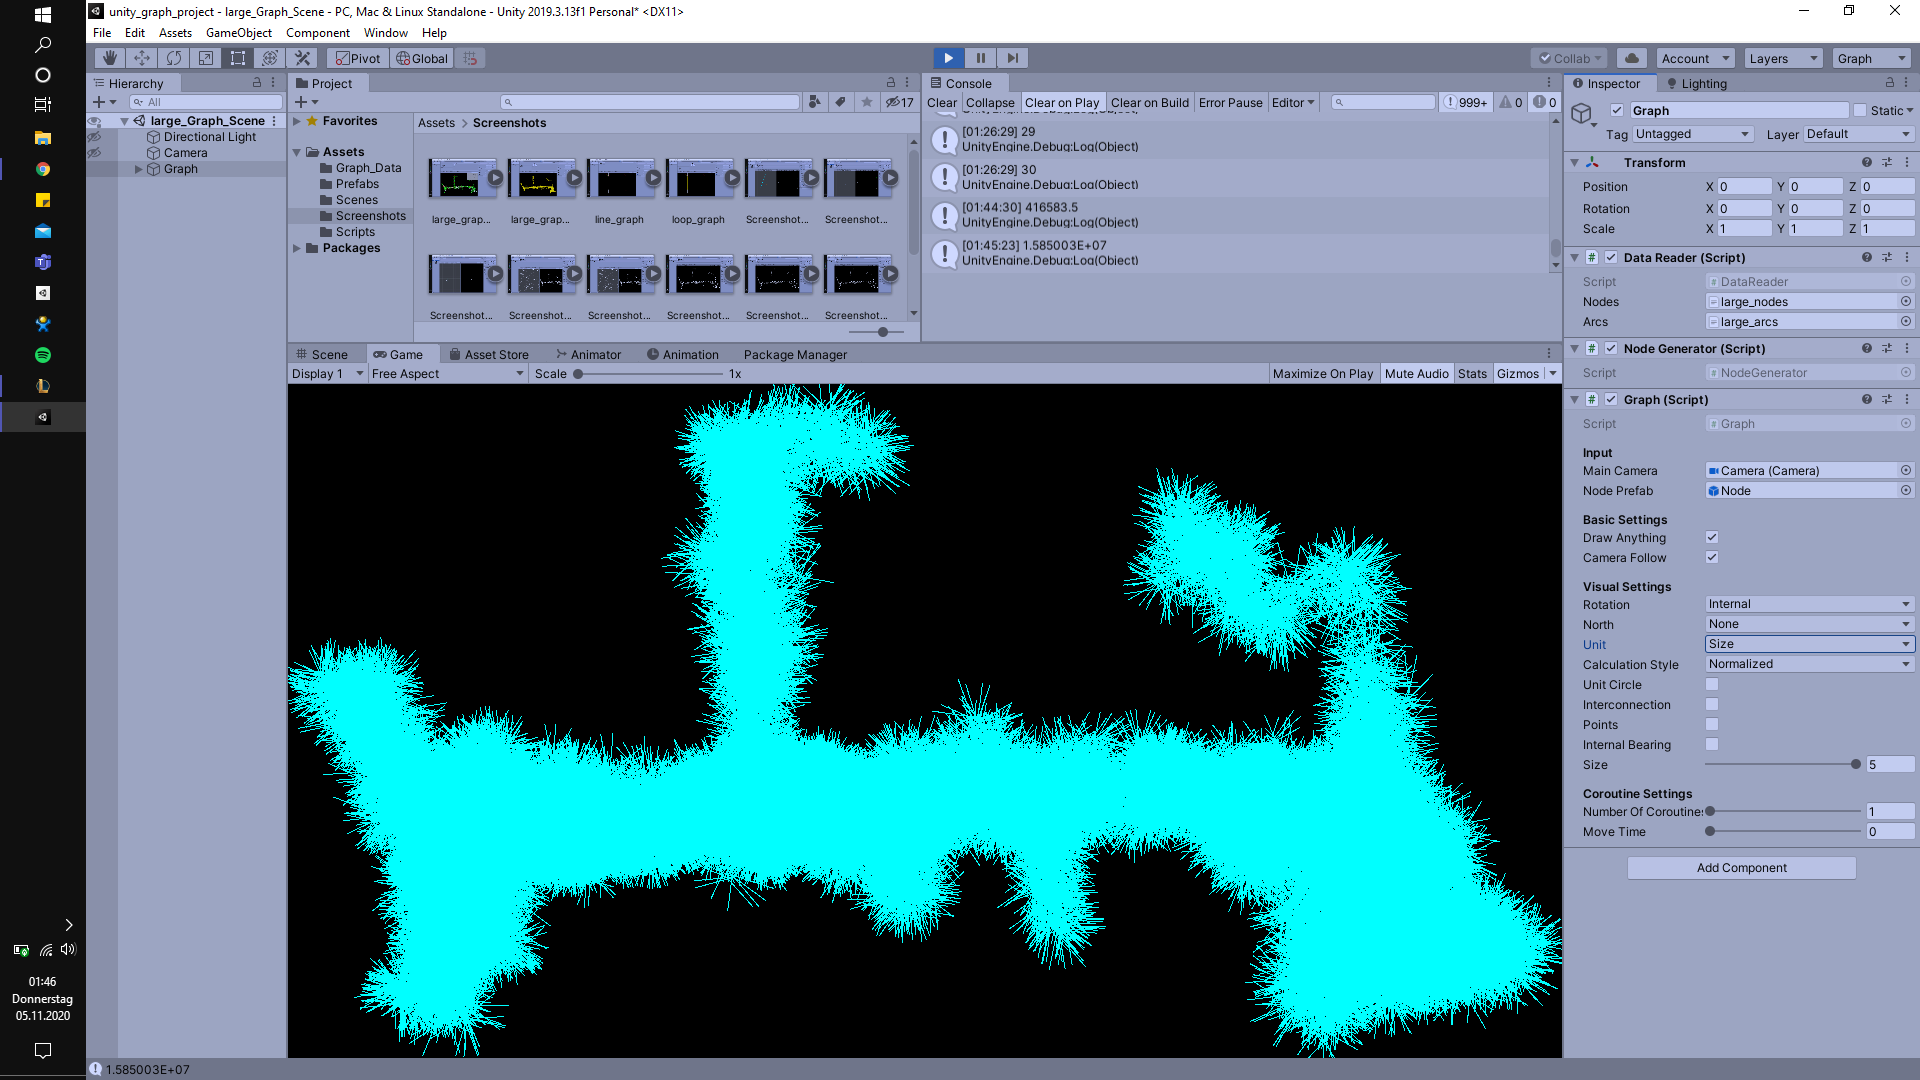 unity_graph_project - large_Graph_Scene - PC, Mac & Linux Standalone - Unity 2019.3.13f1 Personal* <DX11>
File Edit Assets GameObject Component Window Help
Pivot Global Collab Account Layers Graph
Hierarchy
All
large_Graph_Scene
Directional Light
Camera
Graph
Project
17
Favorites
Assets
Graph_Data
Prefabs
Scenes
Screenshots
Scripts
Packages
Assets > Screenshots
large_grap... large_grap... line_graph loop_graph Screenshot... Screenshot...
Screenshot... Screenshot... Screenshot... Screenshot... Screenshot... Screenshot...
Console
Clear Collapse Clear on Play Clear on Build Error Pause Editor 999+ 0 0
UnityEngine.Debug:Log(Object)
[01:26:29] 29
UnityEngine.Debug:Log(Object)
[01:26:29] 30
UnityEngine.Debug:Log(Object)
[01:44:30] 416583.5
UnityEngine.Debug:Log(Object)
[01:45:23] 1.585003E+07
UnityEngine.Debug:Log(Object)
Scene Game Asset Store Animator Animation Package Manager
Display 1 Free Aspect Scale 1x Maximize On Play Mute Audio Stats Gizmos
Inspector Lighting
Graph Static
Tag Untagged Layer Default
Transform
Position X 0 Y 0 Z 0
Rotation X 0 Y 0 Z 0
Scale X 1 Y 1 Z 1
Data Reader (Script)
Script DataReader
Nodes large_nodes
Arcs large_arcs
Node Generator (Script)
Script NodeGenerator
Graph (Script)
Script Graph
Input
Main Camera Camera (Camera)
Node Prefab Node
Basic Settings
Draw Anything
Camera Follow
Visual Settings
Rotation Internal
North None
Unit Size
Calculation Style Normalized
Unit Circle
Interconnection
Points
Internal Bearing
Size 5
Coroutine Settings
Number Of Coroutine: 1
Move Time 0
Add Component
01:46
Donnerstag
05.11.2020
1.585003E+07